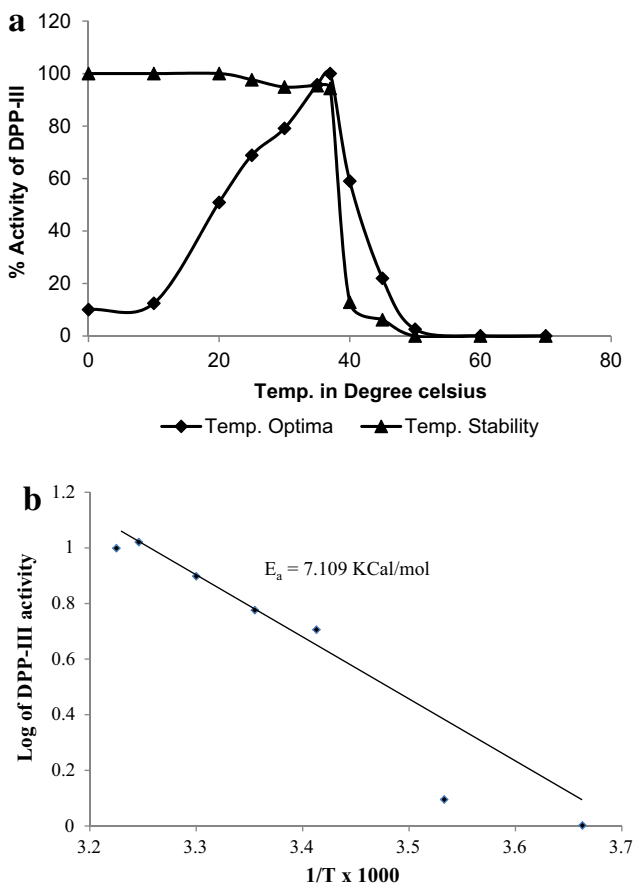 a
120
100
80
60
40
20
0
% Activity of DPP-III
0 20 40 60 80
Temp. in Degree celsius
Temp. Optima Temp. Stability
b
1.2
1
0.8
0.6
0.4
0.2
0
Log of DPP-III activity
Ea = 7.109 KCal/mol
3.2 3.3 3.4 3.5 3.6 3.7
1/T x 1000